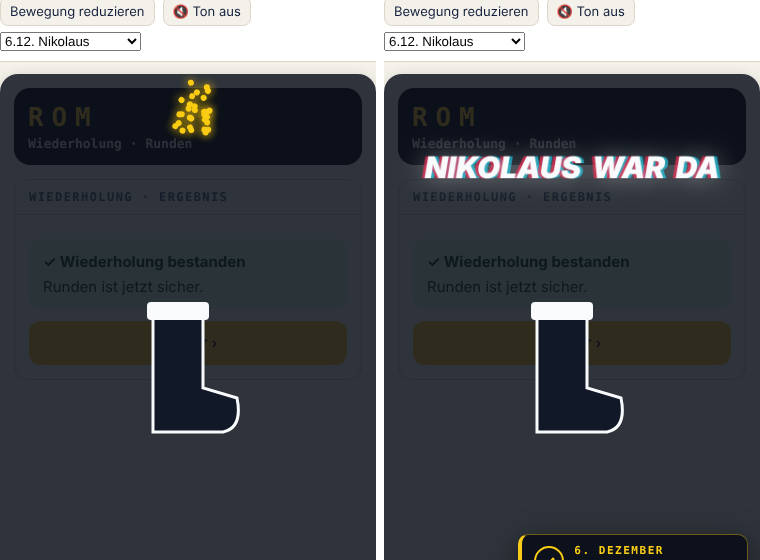 Bewegung reduzieren 🔇 Ton aus
6.12. Nikolaus
ROM
Wiederholung · Runden
WIEDERHOLUNG · ERGEBNIS
✓ Wiederholung bestanden
Runden ist jetzt sicher.
›
Bewegung reduzieren 🔇 Ton aus
6.12. Nikolaus
ROM
Wiederholung · Runden
NIKOLAUS WAR DA
WIEDERHOLUNG · ERGEBNIS
✓ Wiederholung bestanden
Runden ist jetzt sicher.
›
6. DEZEMBER